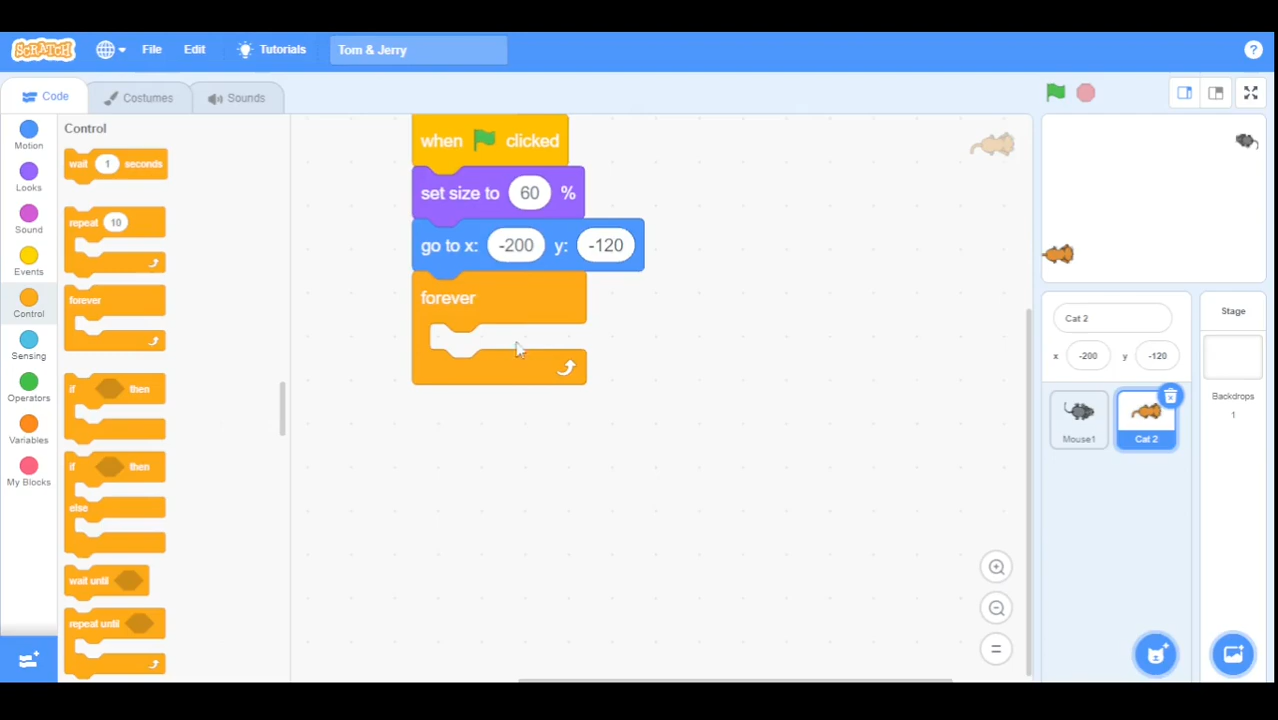 SCRATCH File Edit Tutorials Tom & Jerry ?
Code Costumes Sounds
Motion
Looks
Sound
Events
Control
Sensing
Operators
Variables
My Blocks
Control
wait 1 seconds
repeat 10
forever
if then
if then
else
wait until
repeat until
when clicked
set size to 60 %
go to x: -200 y: -120
forever
Cat 2
x -200 y -120
Mouse1
Cat 2
Stage
Backdrops
1